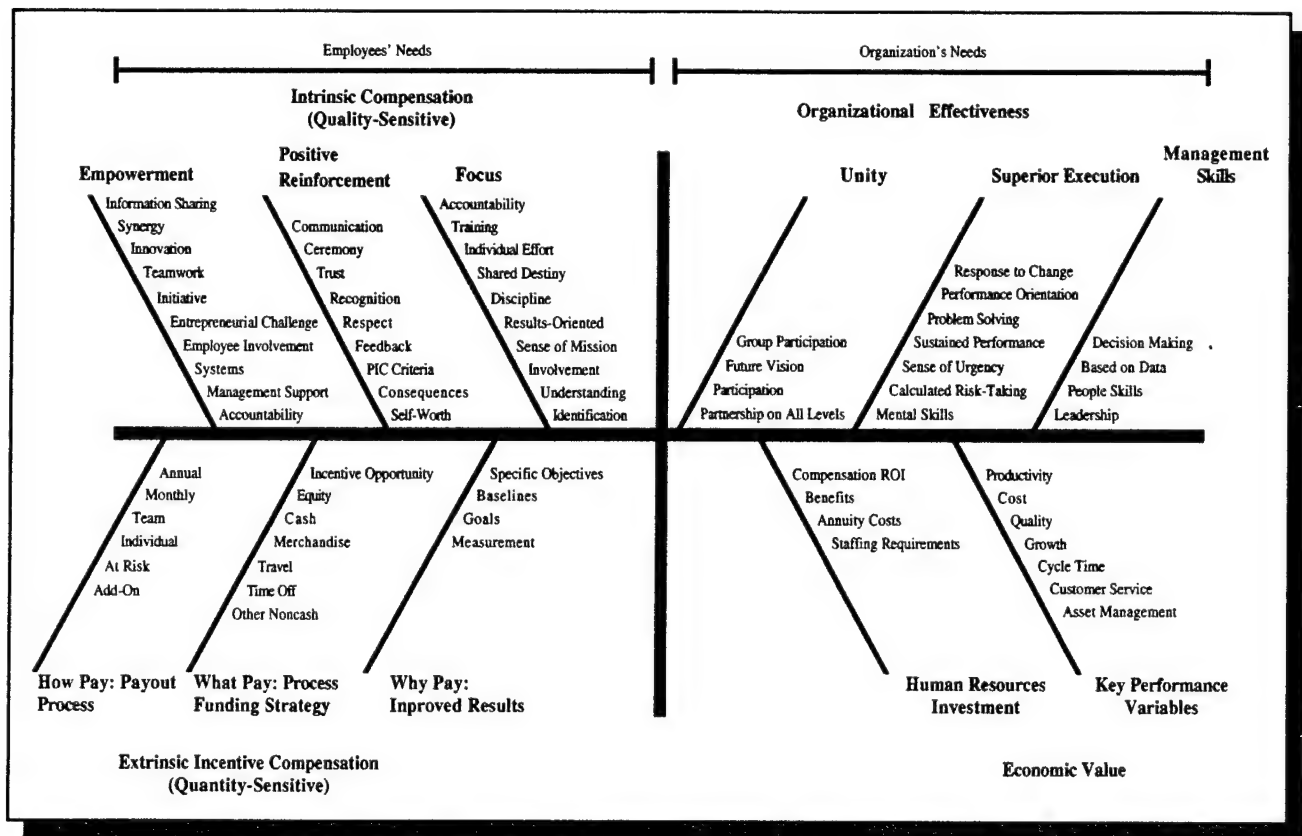 Employees' Needs
Organization's Needs
Intrinsic Compensation
(Quality-Sensitive)
Organizational Effectiveness
Empowerment
Information Sharing
Synergy
Innovation
Teamwork
Initiative
Entrepreneurial Challenge
Employee Involvement
Systems
Management Support
Accountability
Positive
Reinforcement
Communication
Ceremony
Trust
Recognition
Respect
Feedback
PIC Criteria
Consequences
Self-Worth
Focus
Accountability
Training
Individual Effort
Shared Destiny
Discipline
Results-Oriented
Sense of Mission
Involvement
Understanding
Identification
Unity
Group Participation
Future Vision
Participation
Partnership on All Levels
Superior Execution
Response to Change
Performance Orientation
Problem Solving
Sustained Performance
Sense of Urgency
Calculated Risk-Taking
Mental Skills
Management
Skills
Decision Making
Based on Data
People Skills
Leadership
Annual
Monthly
Team
Individual
At Risk
Add-On
How Pay: Payout
Process
Incentive Opportunity
Equity
Cash
Merchandise
Travel
Time Off
Other Noncash
What Pay: Process
Funding Strategy
Specific Objectives
Baselines
Goals
Measurement
Why Pay:
Inproved Results
Compensation ROI
Benefits
Annuity Costs
Staffing Requirements
Human Resources
Investment
Productivity
Cost
Quality
Growth
Cycle Time
Customer Service
Asset Management
Key Performance
Variables
Extrinsic Incentive Compensation
(Quantity-Sensitive)
Economic Value